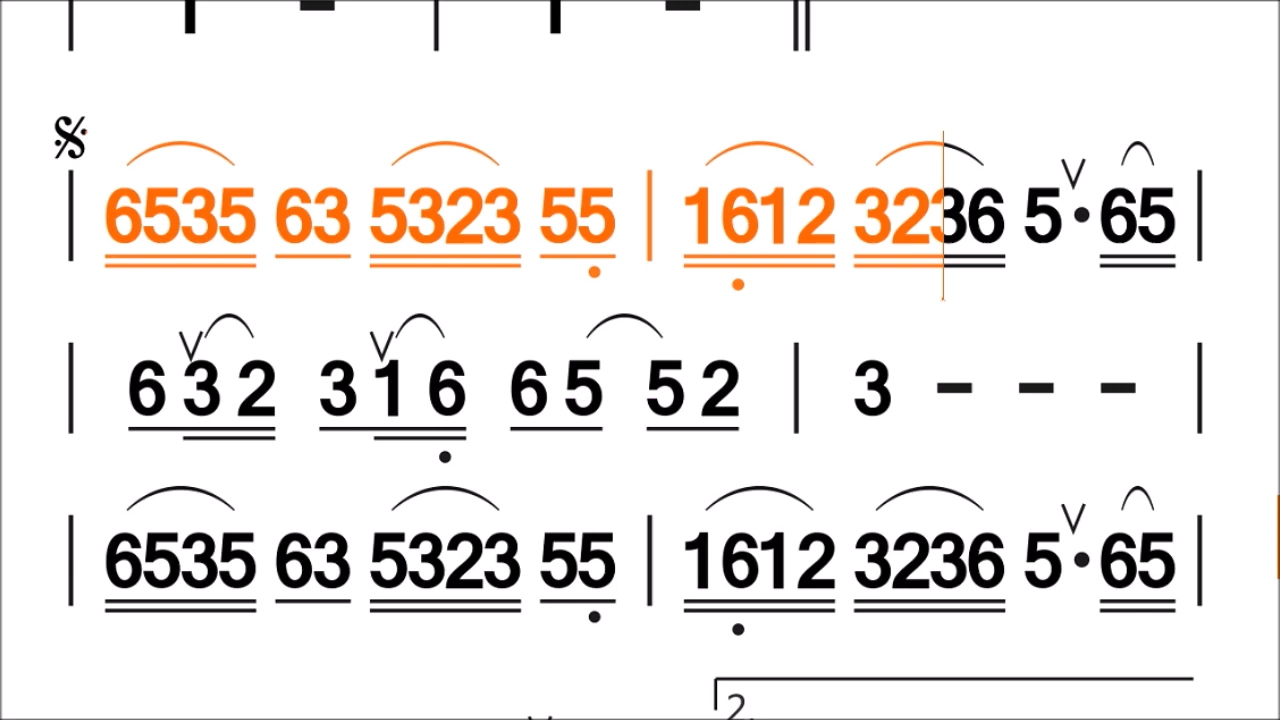 6535 63 5323 55 | 1612 3236 5 · 65 |
| 6 3 2 3 1 6 6 5 5 2 | 3 – – – |
| 6535 63 5323 55 | 1612 3236 5 · 65 |
2.